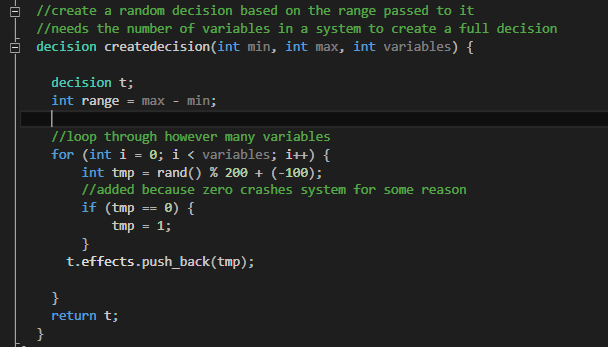 //create a random decision based on the range passed to it
//needs the number of variables in a system to create a full decision
decision createdecision(int min, int max, int variables) {
decision t;
int range = max - min;
//loop through however many variables
for (int i = 0; i < variables; i++) {
int tmp = rand() % 200 + (-100);
//added because zero crashes system for some reason
if (tmp == 0) {
tmp = 1;
}
t.effects.push_back(tmp);
}
return t;
}